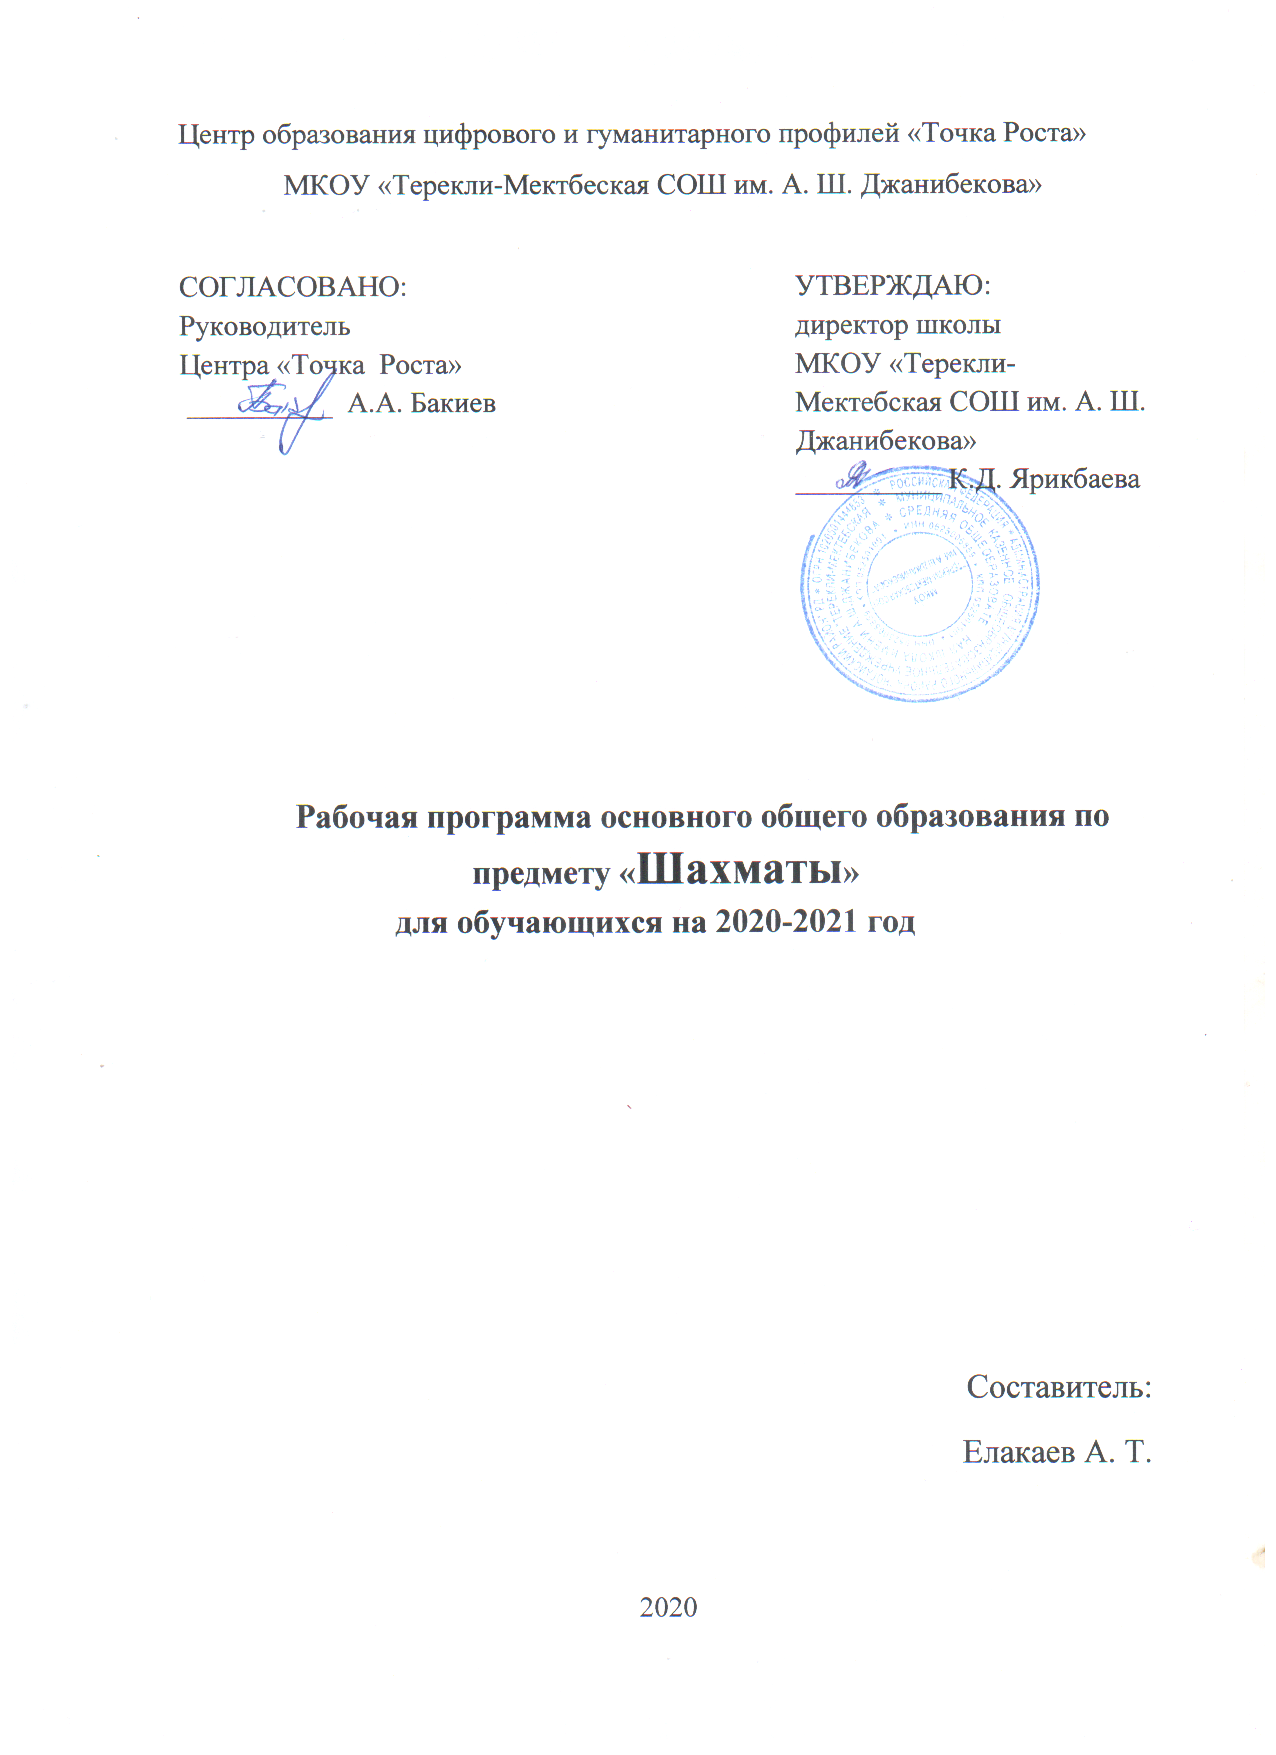 Центр образования цифрового и гуманитарного профилей «Точка Роста»
МКОУ «Терекли-Мектбеская СОШ им. А. Ш. Джанибекова»
СОГЛАСОВАНО:
Руководитель
Центра «Точка Роста»
А.А. Бакиев
УТВЕРЖДАЮ:
директор школы
МКОУ «Терекли-
Мектебская СОШ им. А. Ш.
Джанибекова»
К.Д. Ярикбаева
Рабочая программа основного общего образования по
предмету «Шахматы»
для обучающихся на 2020-2021 год
Составитель:
Елакаев А. Т.
2020